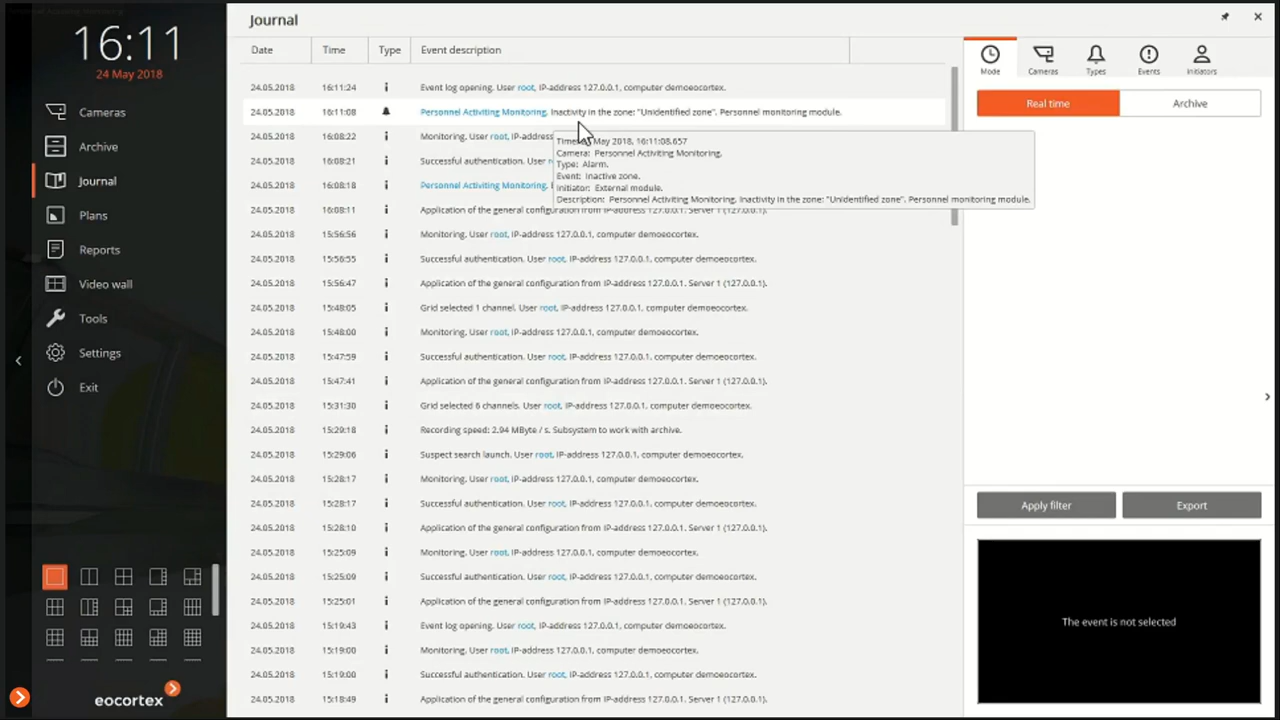 16:11
24 May 2018
Cameras
Archive
Journal
Plans
Reports
Video wall
Tools
Settings
Exit
eocortex
Journal
Date Time Type Event description
24.05.2018 16:11:24 Event log opening. User root, IP-address 127.0.0.1, computer demoeocortex.
24.05.2018 16:11:08 Personnel Activiting Monitoring. Inactivity in the zone: "Unidentified zone". Personnel monitoring module.
24.05.2018 16:08:22 Monitoring. User root, IP-address
24.05.2018 16:08:21 Successful authentication. User
24.05.2018 16:08:18 Personnel Activiting Monitoring.
24.05.2018 16:08:11 Application of the general configuration from IP-address 127.0.0.1. Server 1 (127.0.0.1).
24.05.2018 15:56:56 Monitoring. User root, IP-address 127.0.0.1, computer demoeocortex.
24.05.2018 15:56:55 Successful authentication. User root, IP-address 127.0.0.1, computer demoeocortex.
24.05.2018 15:56:47 Application of the general configuration from IP-address 127.0.0.1. Server 1 (127.0.0.1).
24.05.2018 15:48:05 Grid selected 1 channel. User root, IP-address 127.0.0.1, computer demoeocortex.
24.05.2018 15:48:00 Monitoring. User root, IP-address 127.0.0.1, computer demoeocortex.
24.05.2018 15:47:59 Successful authentication. User root, IP-address 127.0.0.1, computer demoeocortex.
24.05.2018 15:47:41 Application of the general configuration from IP-address 127.0.0.1. Server 1 (127.0.0.1).
24.05.2018 15:31:30 Grid selected 6 channels. User root, IP-address 127.0.0.1, computer demoeocortex.
24.05.2018 15:29:18 Recording speed: 2.94 MByte / s. Subsystem to work with archive.
24.05.2018 15:29:06 Suspect search launch. User root, IP-address 127.0.0.1, computer demoeocortex.
24.05.2018 15:28:17 Monitoring. User root, IP-address 127.0.0.1, computer demoeocortex.
24.05.2018 15:28:17 Successful authentication. User root, IP-address 127.0.0.1, computer demoeocortex.
24.05.2018 15:28:10 Application of the general configuration from IP-address 127.0.0.1. Server 1 (127.0.0.1).
24.05.2018 15:25:09 Monitoring. User root, IP-address 127.0.0.1, computer demoeocortex.
24.05.2018 15:25:09 Successful authentication. User root, IP-address 127.0.0.1, computer demoeocortex.
24.05.2018 15:25:01 Application of the general configuration from IP-address 127.0.0.1. Server 1 (127.0.0.1).
24.05.2018 15:19:43 Event log opening. User root, IP-address 127.0.0.1, computer demoeocortex.
24.05.2018 15:19:00 Monitoring. User root, IP-address 127.0.0.1, computer demoeocortex.
24.05.2018 15:19:00 Successful authentication. User root, IP-address 127.0.0.1, computer demoeocortex.
24.05.2018 15:18:49 Application of the general configuration from IP-address 127.0.0.1. Server 1 (127.0.0.1).
May 2018, 16:11:08.657
Camera: Personnel Activiting Monitoring.
Type: Alarm.
Event: Inactive zone.
Initiator: External module.
Description: Personnel Activiting Monitoring. Inactivity in the zone: "Unidentified zone". Personnel monitoring module.
Mode Cameras Types Events Initiators
Real time Archive
Apply filter Export
The event is not selected